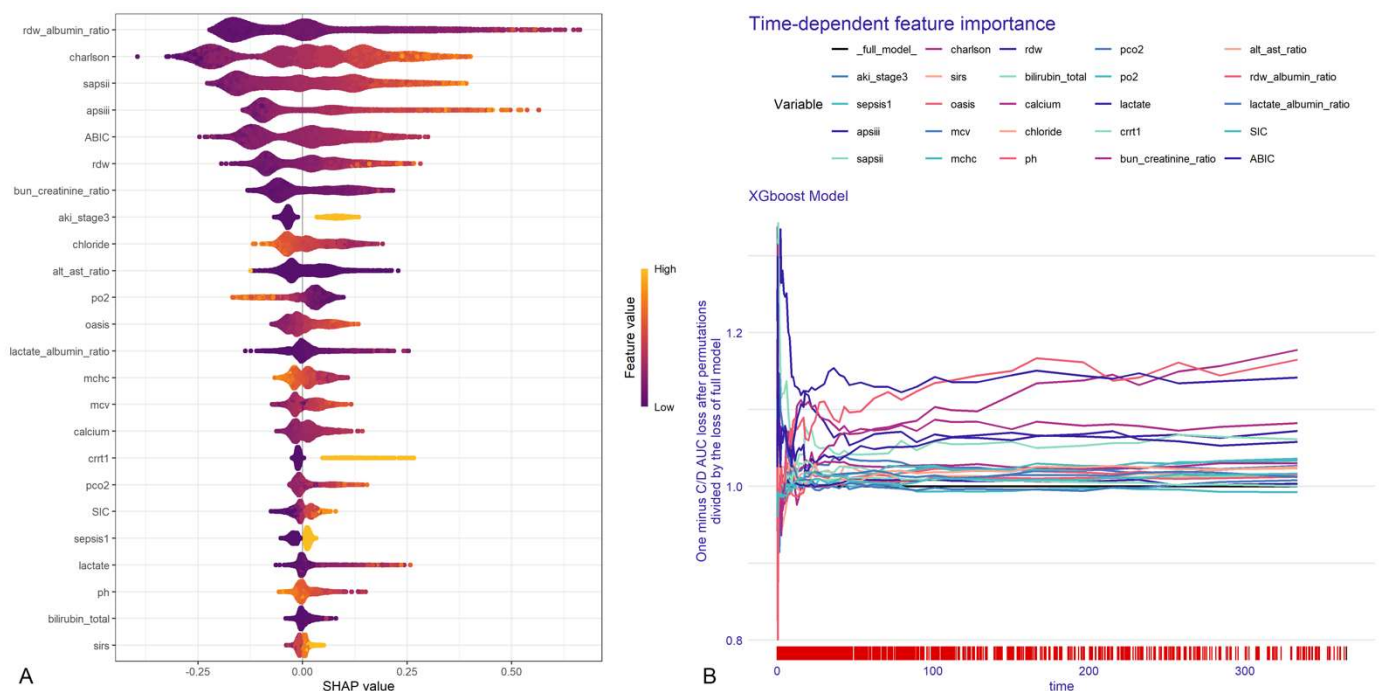 rdw_albumin_ratio
charlson
sapsii
apsiii
ABIC
rdw
bun_creatinine_ratio
aki_stage3
chloride
alt_ast_ratio
po2
oasis
lactate_albumin_ratio
mchc
mcv
calcium
crrt1
pco2
SIC
sepsis1
lactate
ph
bilirubin_total
sirs
-0.25 0.00 0.25 0.50
SHAP value
A
High
Feature value
Low
Time-dependent feature importance
_full_model_ charlson rdw pco2 alt_ast_ratio
aki_stage3 sirs bilirubin_total po2 rdw_albumin_ratio
Variable sepsis1 oasis calcium lactate lactate_albumin_ratio
apsiii mcv chloride crrt1 SIC
sapsii mchc ph bun_creatinine_ratio ABIC
XGboost Model
One minus C/D AUC loss after permutations
divided by the loss of full model
1.2
1.0
0.8
0 100 200 300
time
B